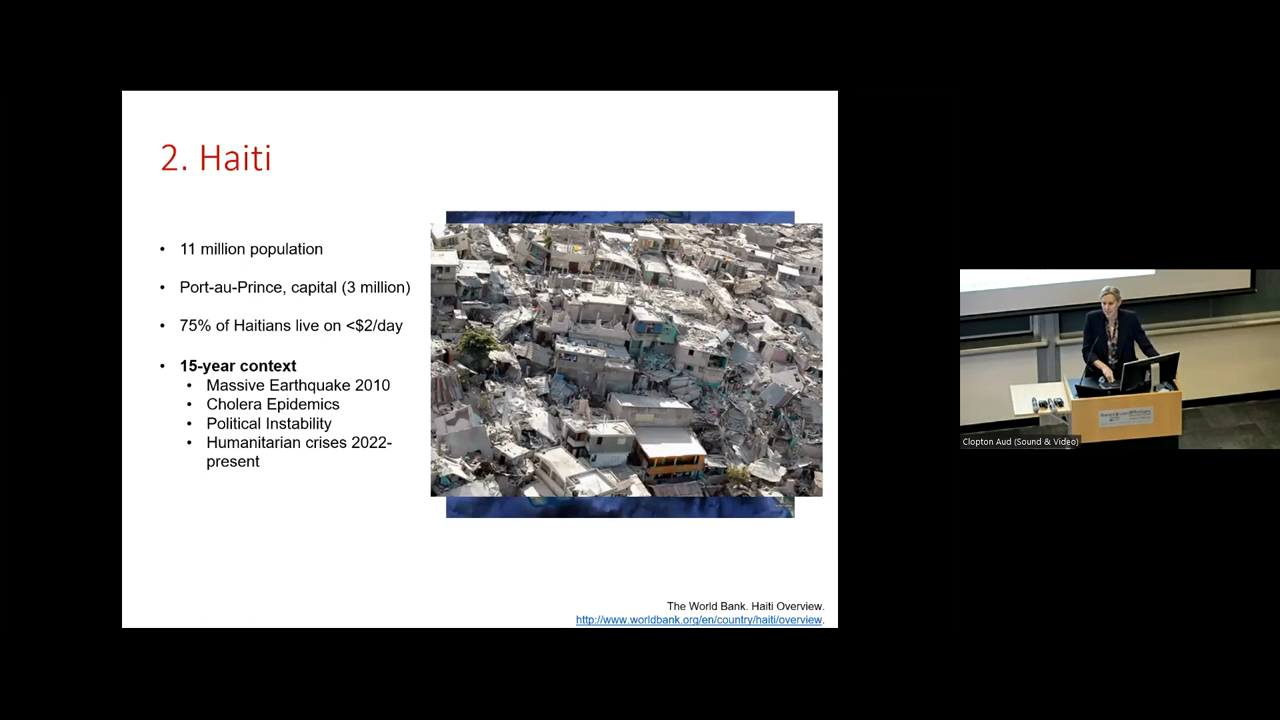 2. Haiti
• 11 million population
• Port-au-Prince, capital (3 million)
• 75% of Haitians live on <$2/day
• 15-year context
• Massive Earthquake 2010
• Cholera Epidemics
• Political Instability
• Humanitarian crises 2022-
present
The World Bank. Haiti Overview.
http://www.worldbank.org/en/country/haiti/overview.
Clopton Aud (Sound & Video)